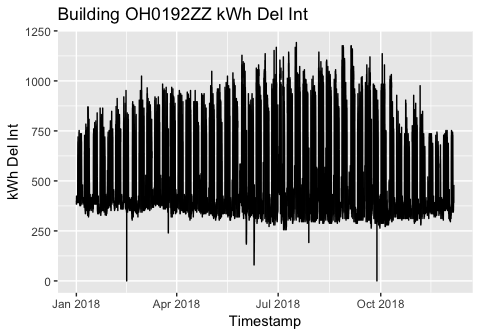 Building OH0192ZZ kWh Del Int
1250
1000
750
500
250
0
kWh Del Int
Jan 2018 Apr 2018 Jul 2018 Oct 2018
Timestamp